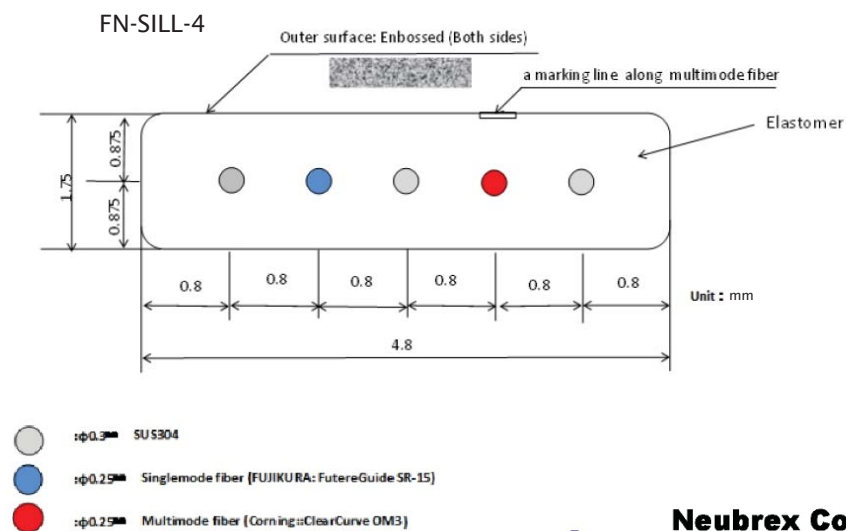 FN-SILL-4
Outer surface: Enbossed (Both sides)
a marking line along multimode fiber
Elastomer
1.75
0.875
0.875
0.8
0.8
0.8
0.8
0.8
0.8
Unit : mm
4.8
:φ0.3 SUS304
:φ0.25 Singlemode fiber (FUJIKURA: FutereGuide SR-15)
:φ0.25 Multimode fiber (Corning::ClearCurve OM3)
Neubrex Co